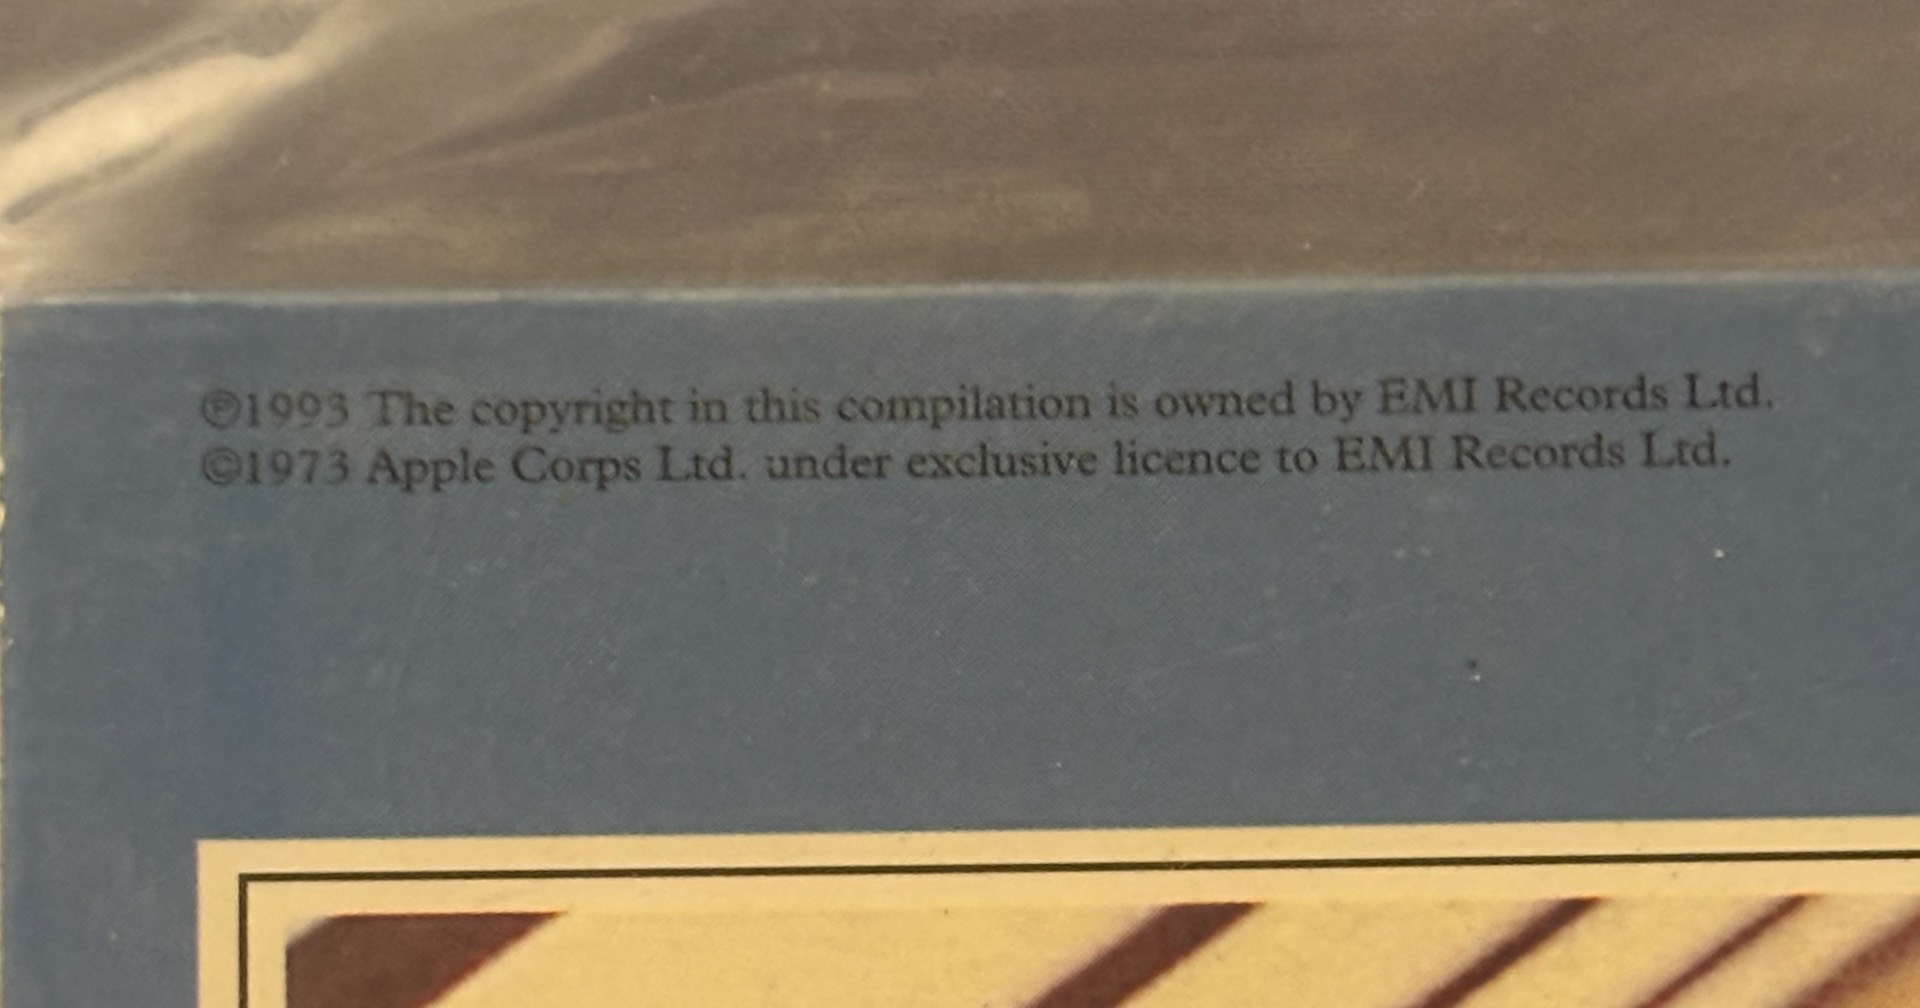 ℗1993 The copyright in this compilation is owned by EMI Records Ltd.
©1973 Apple Corps Ltd. under exclusive licence to EMI Records Ltd.